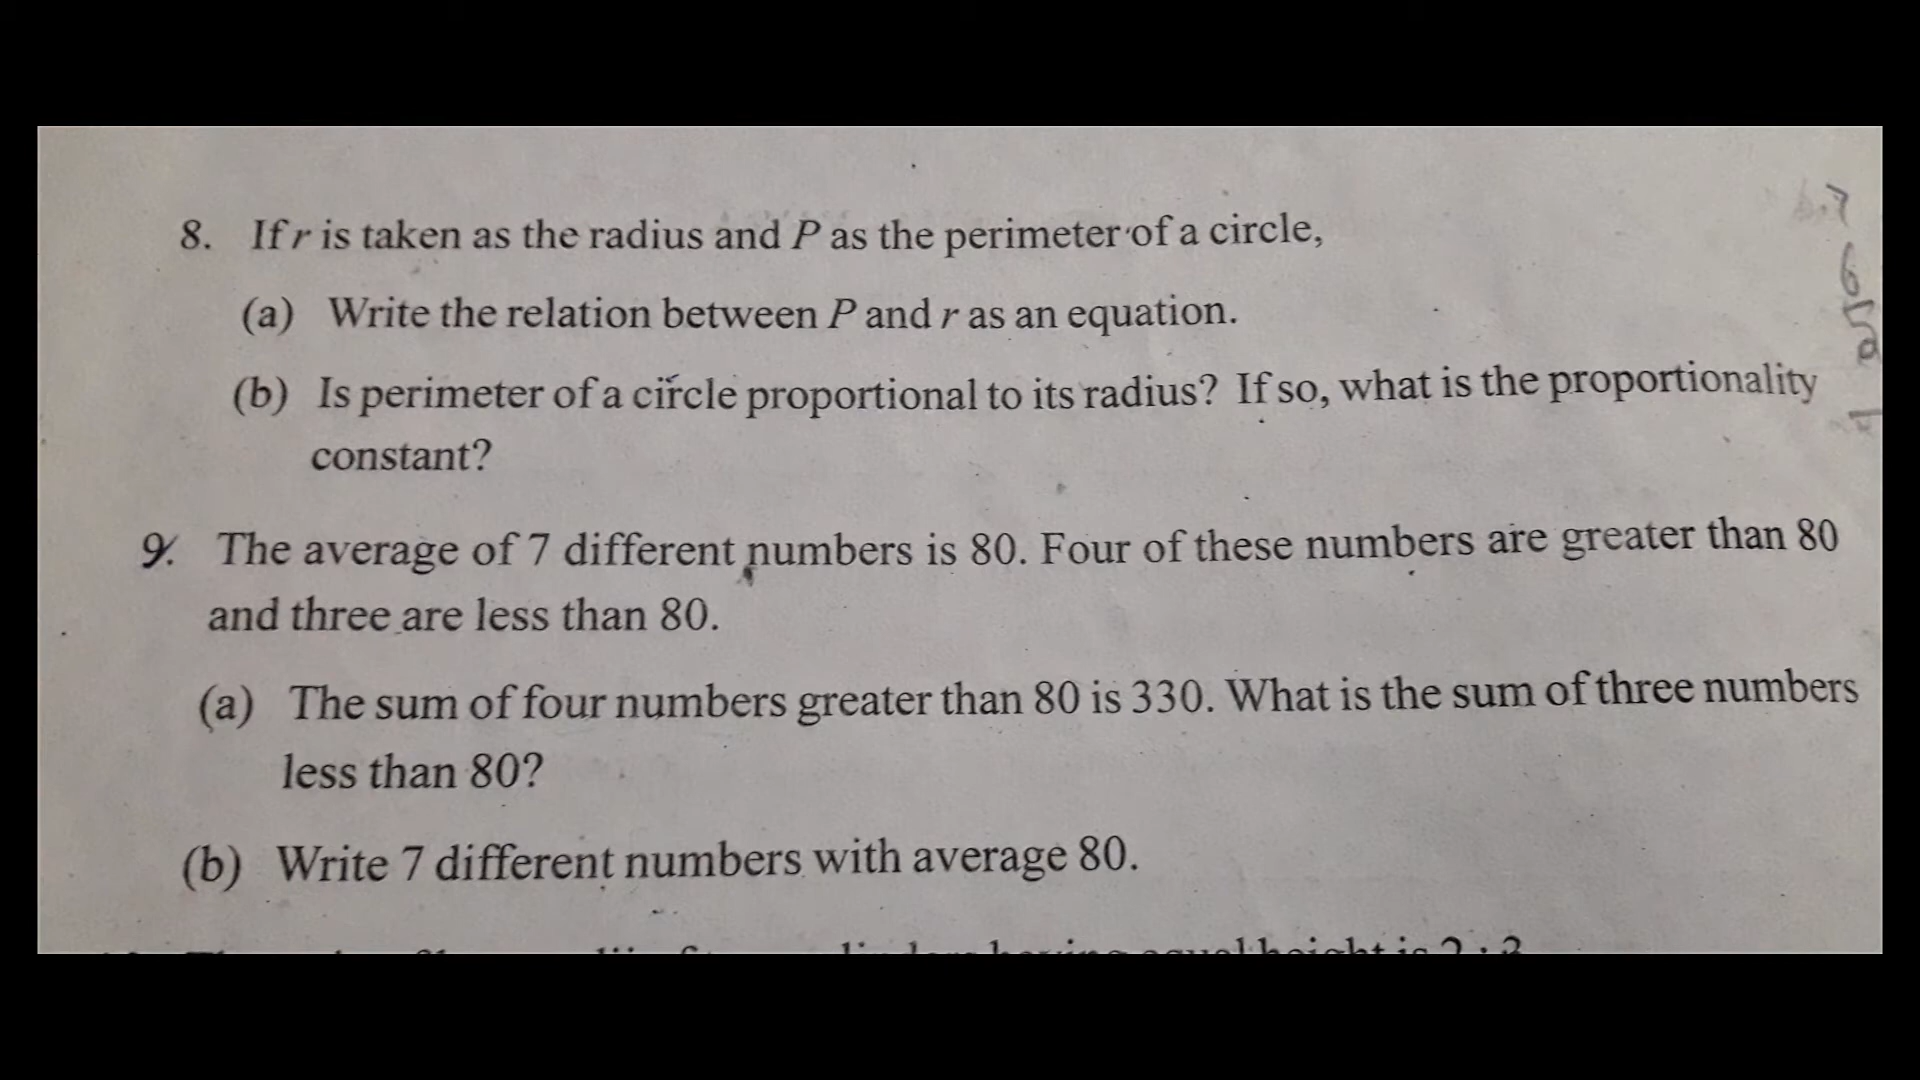 8. If r is taken as the radius and P as the perimeter of a circle,
(a) Write the relation between P and r as an equation.
(b) Is perimeter of a circle proportional to its radius? If so, what is the proportionality
constant?
9. The average of 7 different numbers is 80. Four of these numbers are greater than 80
and three are less than 80.
(a) The sum of four numbers greater than 80 is 330. What is the sum of three numbers
less than 80?
(b) Write 7 different numbers with average 80.